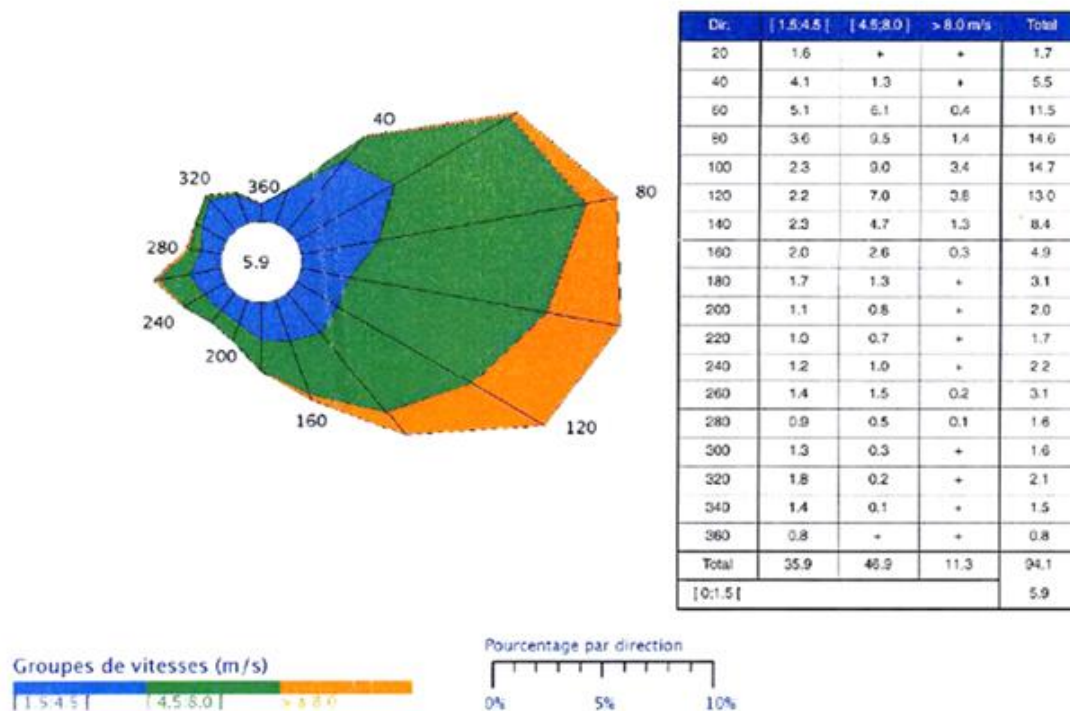 Dir. [ 1.5;4.5 [ [ 4.5;8.0 ] > 8.0 m/s Total
20 1.6 + + 1.7
40 4.1 1.3 + 5.5
60 5.1 6.1 0.4 11.5
80 3.6 9.5 1.4 14.6
100 2.3 9.0 3.4 14.7
120 2.2 7.0 3.8 13.0
140 2.3 4.7 1.3 8.4
160 2.0 2.6 0.3 4.9
180 1.7 1.3 + 3.1
200 1.1 0.8 + 2.0
220 1.0 0.7 + 1.7
240 1.2 1.0 + 2.2
260 1.4 1.5 0.2 3.1
280 0.9 0.5 0.1 1.6
300 1.3 0.3 + 1.6
320 1.8 0.2 + 2.1
340 1.4 0.1 + 1.5
360 0.8 + + 0.8
Total 35.9 46.9 11.3 94.1
[ 0;1.5 [ 5.9
40
320
360
80
280
5.9
240
200
160
120
Groupes de vitesses (m/s)
[ 1.5;4.5 [ [ 4.5;8.0 ] > à 8.0
Pourcentage par direction
0% 5% 10%